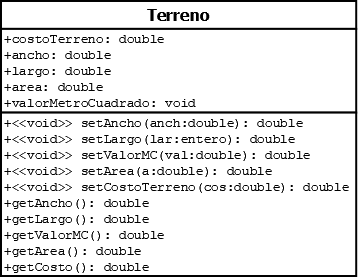 Terreno
+costoTerreno: double
+ancho: double
+largo: double
+area: double
+valorMetroCuadrado: void
+<<void>> setAncho(anch:double): double
+<<void>> setLargo(lar:entero): double
+<<void>> setValorMC(val:double): double
+<<void>> setArea(a:double): double
+<<void>> setCostoTerreno(cos:double): double
+getAncho(): double
+getLargo(): double
+getValorMC(): double
+getArea(): double
+getCosto(): double